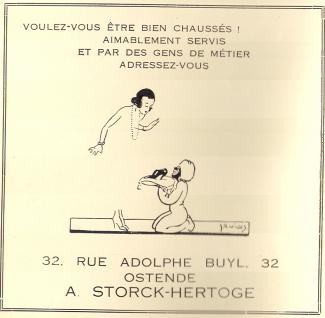 VOULEZ-VOUS ÊTRE BIEN CHAUSSÉS !
AIMABLEMENT SERVIS
ET PAR DES GENS DE MÉTIER
ADRESSEZ-VOUS
32, RUE ADOLPHE BUYL, 32
OSTENDE
A. STORCK-HERTOGE